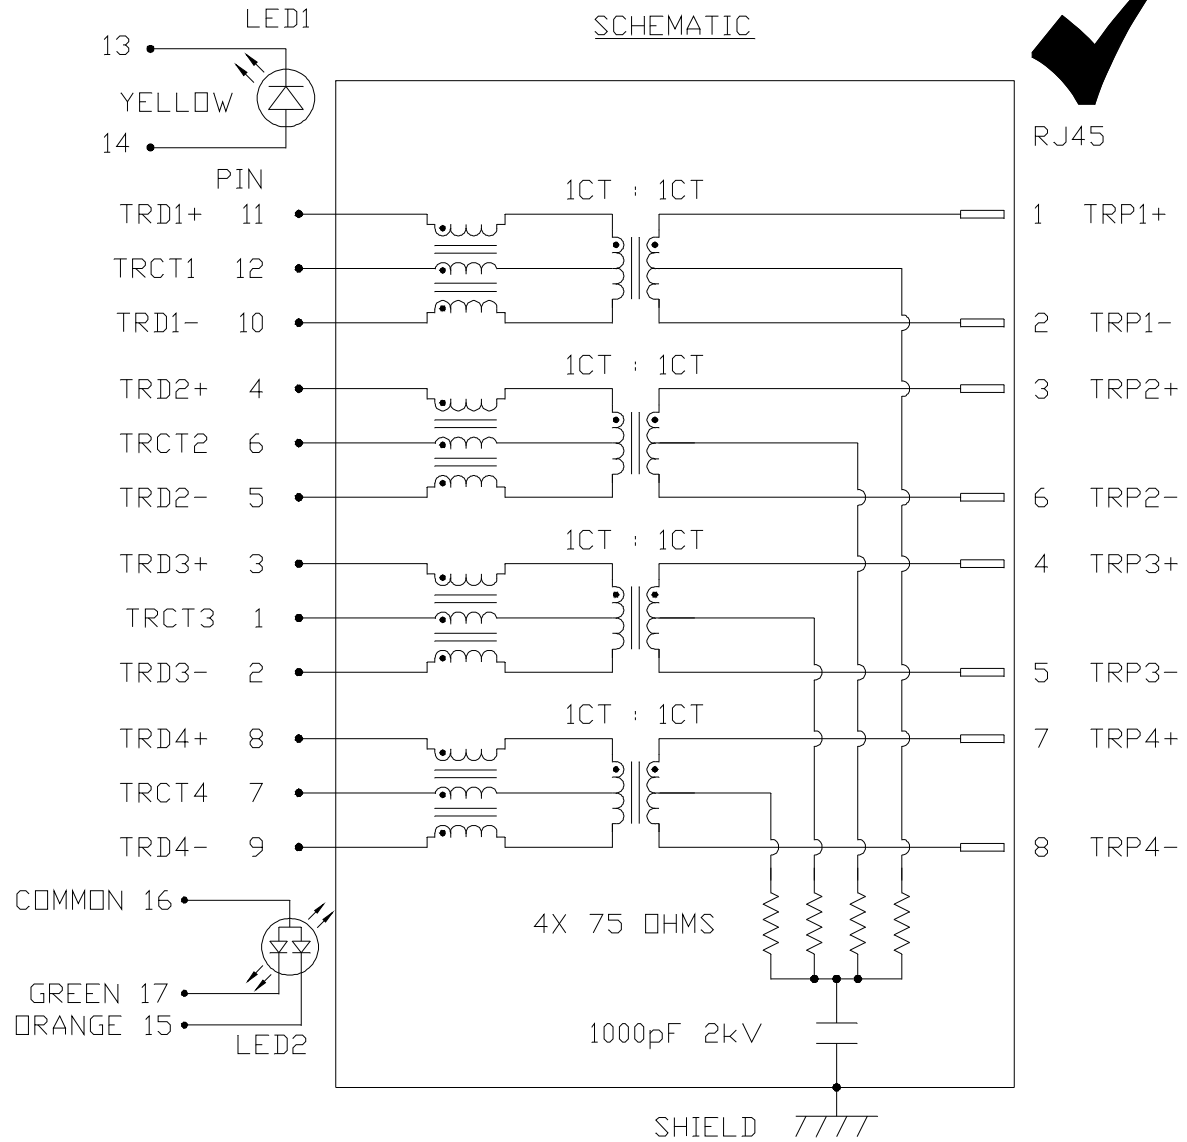 LED1
SCHEMATIC
13
YELLOW
14
RJ45
PIN
1CT : 1CT
TRD1+ 11
1 TRP1+
TRCT1 12
TRD1- 10
2 TRP1-
1CT : 1CT
TRD2+ 4
3 TRP2+
TRCT2 6
TRD2- 5
6 TRP2-
1CT : 1CT
TRD3+ 3
4 TRP3+
TRCT3 1
TRD3- 2
5 TRP3-
1CT : 1CT
TRD4+ 8
7 TRP4+
TRCT4 7
TRD4- 9
8 TRP4-
COMMON 16
4X 75 OHMS
GREEN 17
ORANGE 15
LED2
1000pF 2kV
SHIELD